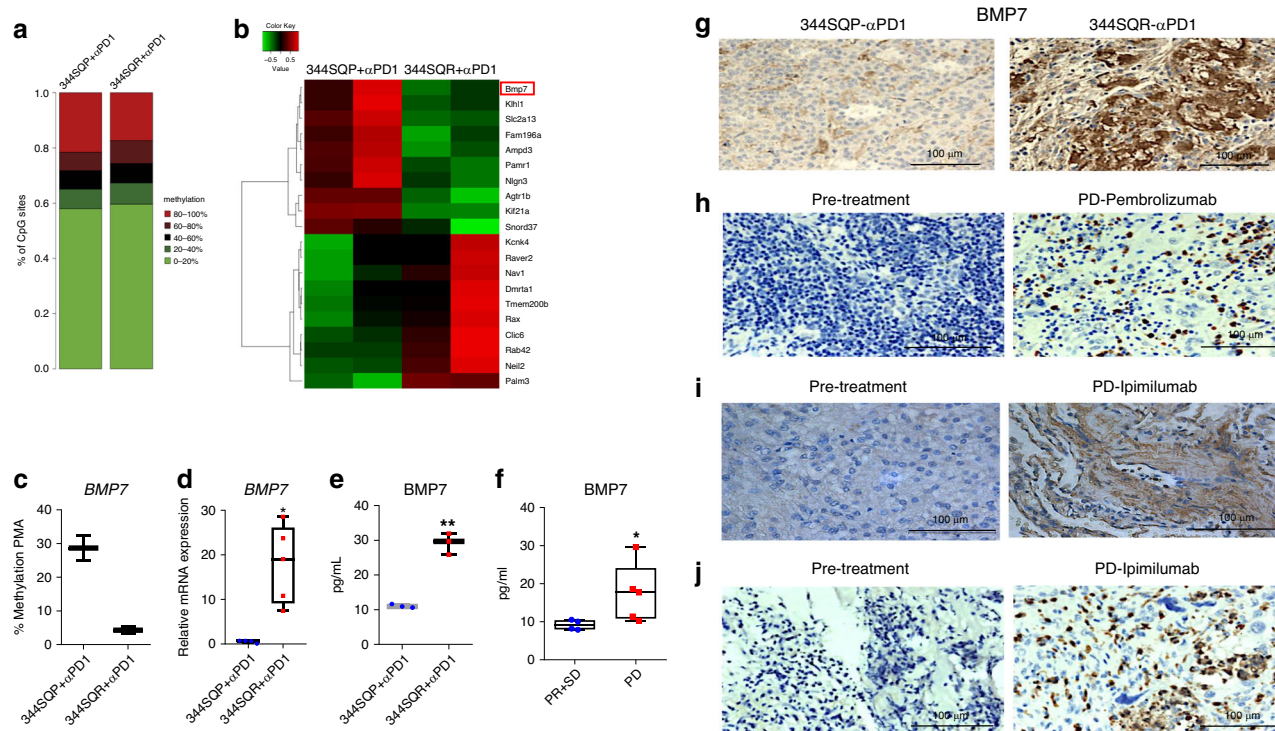 a
344SQP+αPD1
344SQR+αPD1
1.0
0.8
0.6
0.4
0.2
0.0
% of CpG sites
methylation
80–100%
60–80%
40–60%
20–40%
0–20%
b
Color Key
−0.5 0 0.5
Value
344SQP+αPD1 344SQR+αPD1
Bmp7
Klhl1
Slc2a13
Fam196a
Ampd3
Pamr1
Nlgn3
Agtr1b
Kif21a
Snord37
Kcnk4
Raver2
Nav1
Dmrta1
Tmem200b
Rax
Clic6
Rab42
Neil2
Palm3
c
BMP7
% Methylation PMA
40
30
20
10
0
344SQP+αPD1
344SQR+αPD1
d
BMP7
Relative mRNA expression
30
20
10
0
*
344SQP+αPD1
344SQR+αPD1
e
BMP7
pg/mL
40
30
20
10
0
**
344SQP+αPD1
344SQR+αPD1
f
BMP7
pg/ml
40
30
20
10
0
*
PR+SD
PD
g
BMP7
344SQP-αPD1
344SQR-αPD1
100 μm
100 μm
h
Pre-treatment
PD-Pembrolizumab
100 μm
100 μm
i
Pre-treatment
PD-Ipimilumab
100 μm
100 μm
j
Pre-treatment
PD-Ipimilumab
100 μm
100 μm